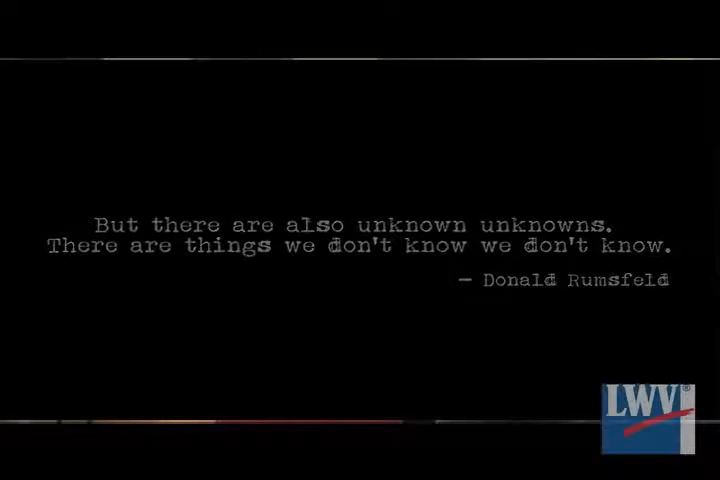 But there are also unknown unknowns.
There are things we don't know we don't know.
— Donald Rumsfeld
LWV®